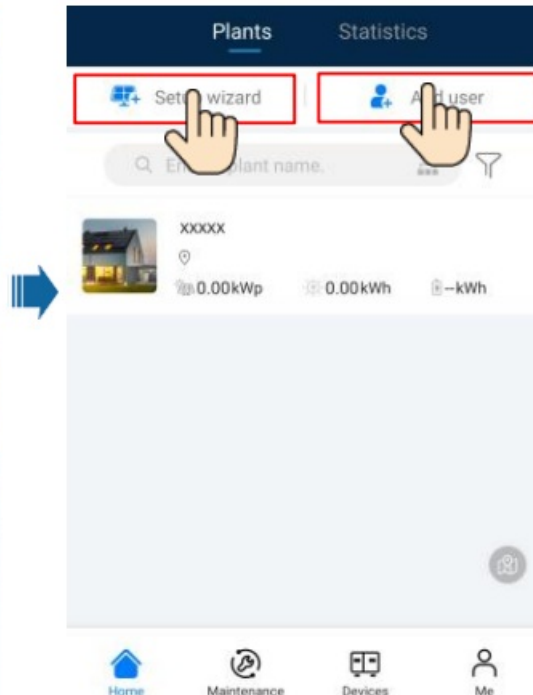 Plants Statistics
Setup wizard Add user
plant name.
xxxxx
0.00kWp 0.00kWh --kWh
Home Maintenance Devices Me